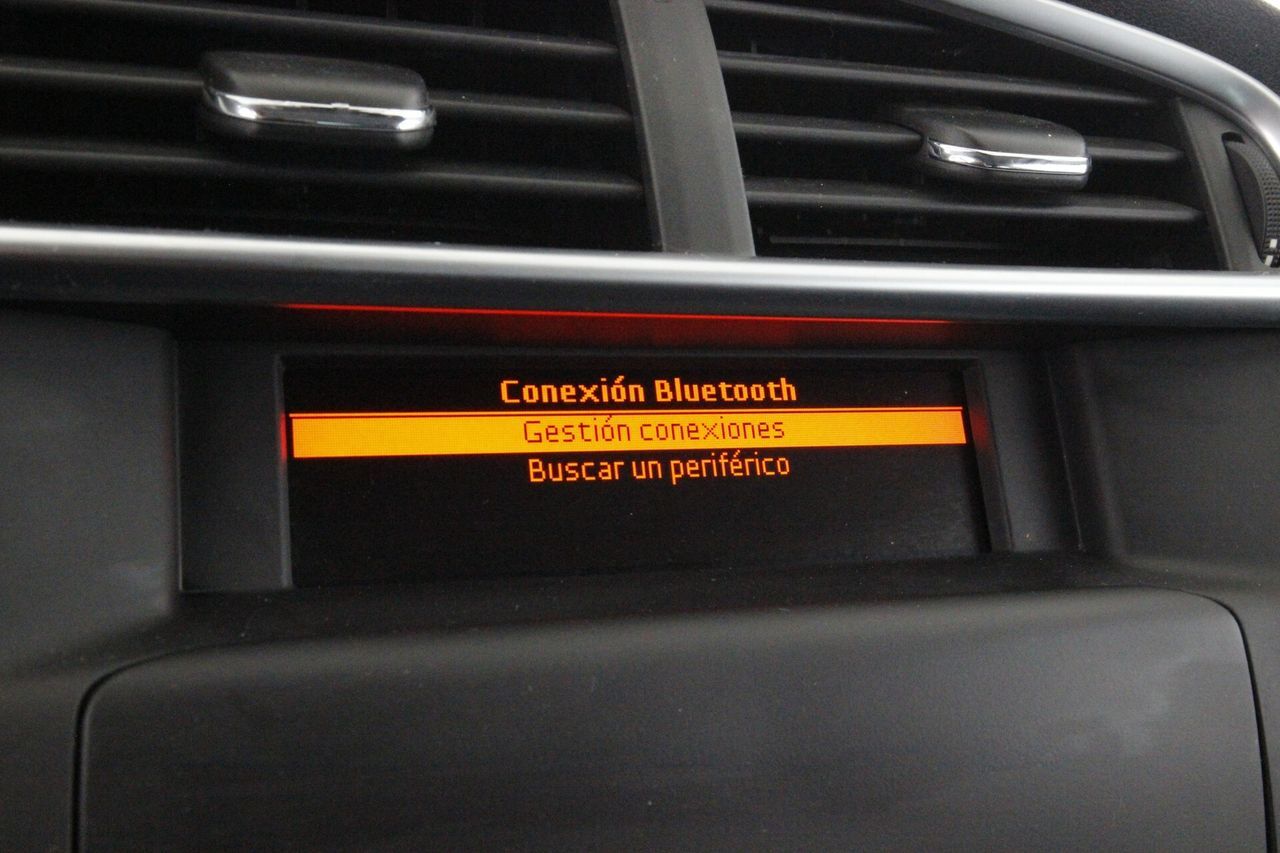 Conexión Bluetooth
Gestión conexiones
Buscar un periférico